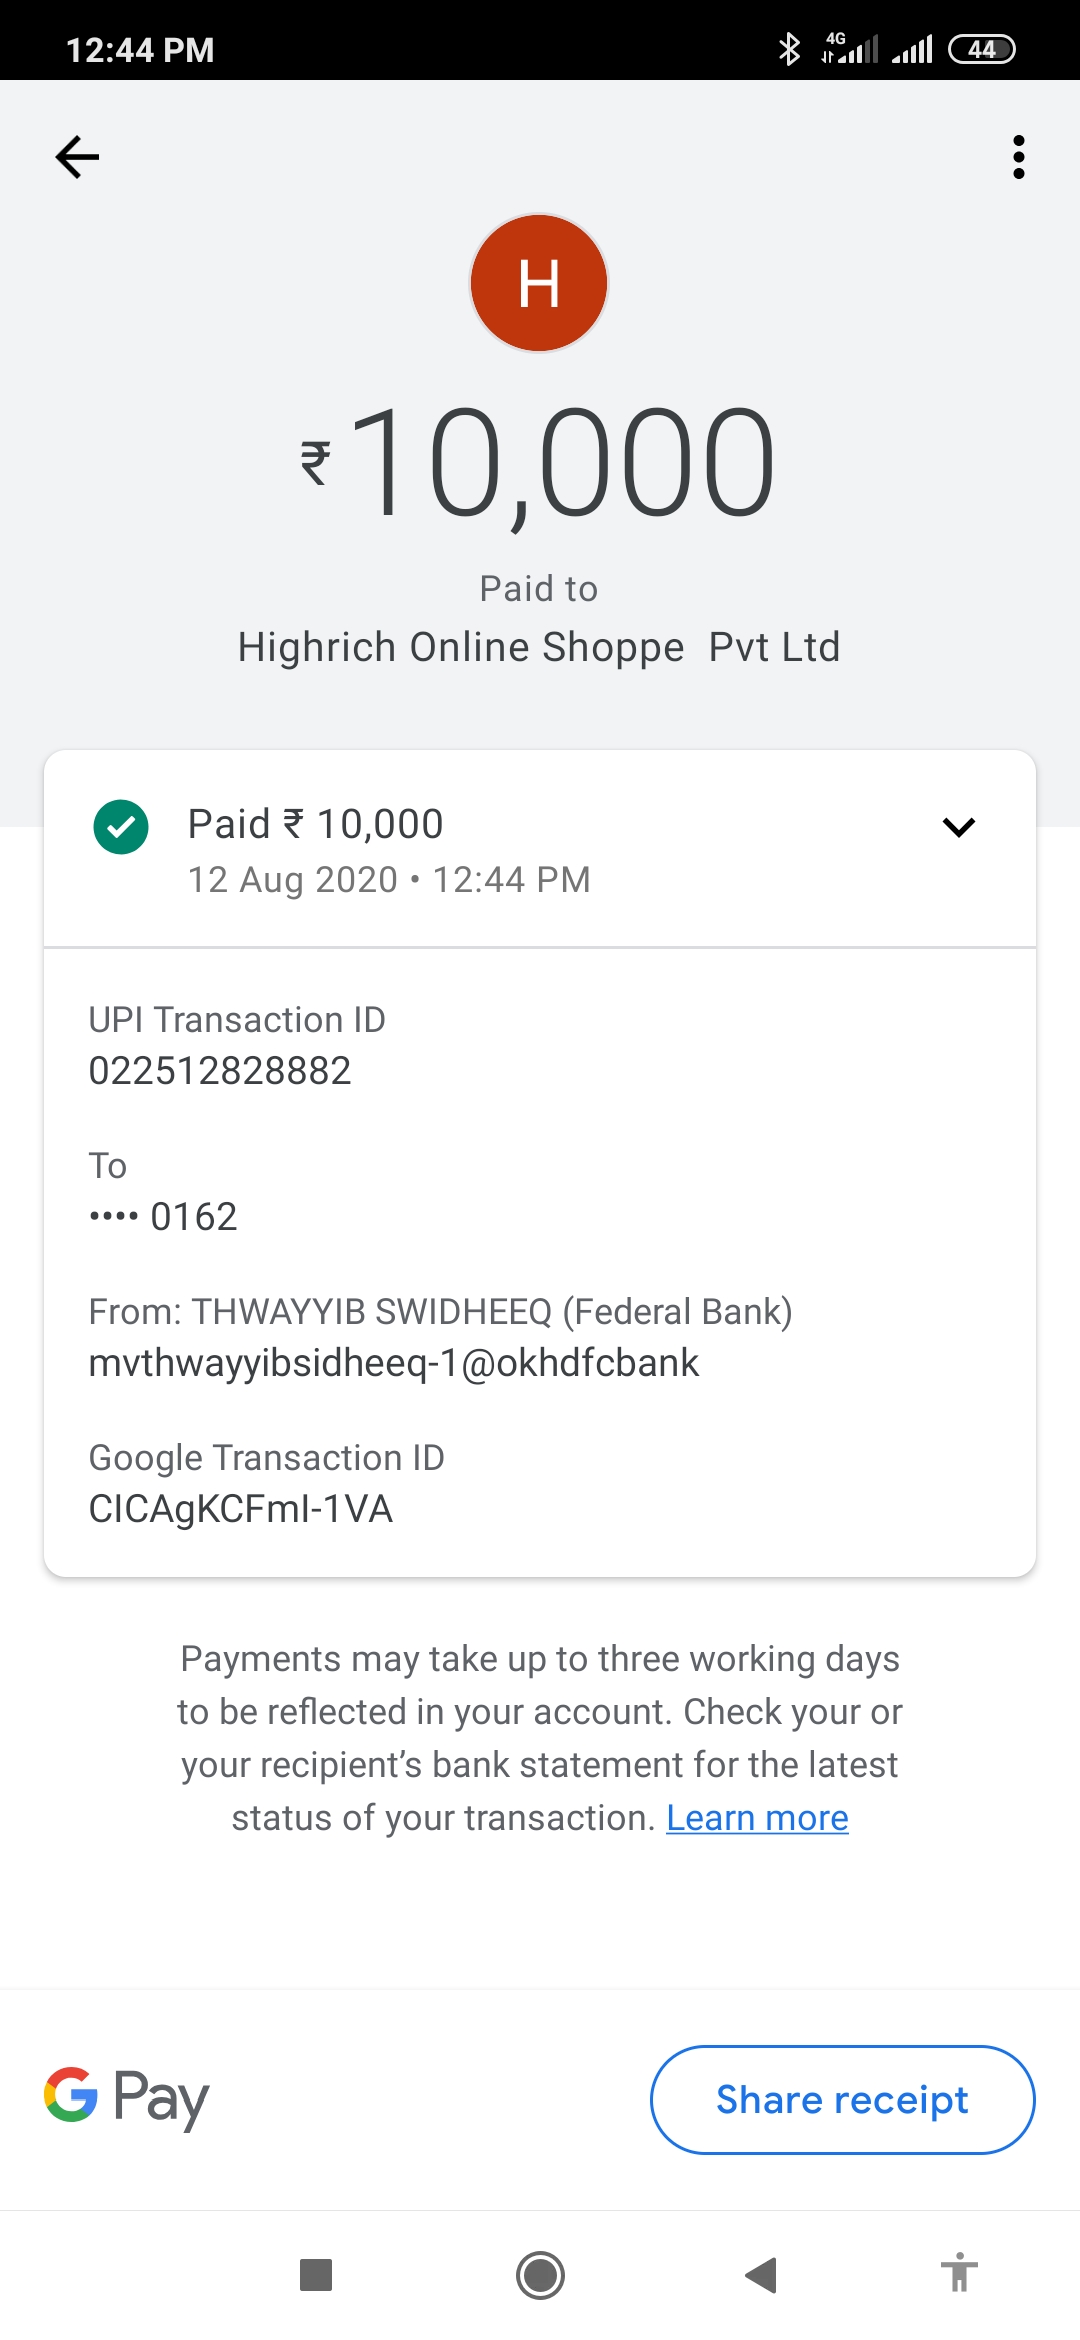 12:44 PM
4G
44
H
₹10,000
Paid to
Highrich Online Shoppe  Pvt Ltd
Paid ₹ 10,000
12 Aug 2020 • 12:44 PM
UPI Transaction ID
022512828882
To
•••• 0162
From: THWAYYIB SWIDHEEQ (Federal Bank)
mvthwayyibsidheeq-1@okhdfcbank
Google Transaction ID
CICAgKCFmI-1VA
Payments may take up to three working days
to be reflected in your account. Check your or
your recipient’s bank statement for the latest
status of your transaction. Learn more
G Pay
Share receipt